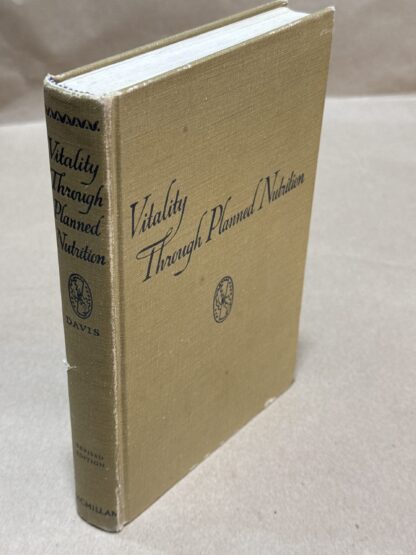 Vitality
Through
Planned
Nutrition
DAVIS
REVISED
EDITION
MACMILLAN
Vitality
Through Planned Nutrition